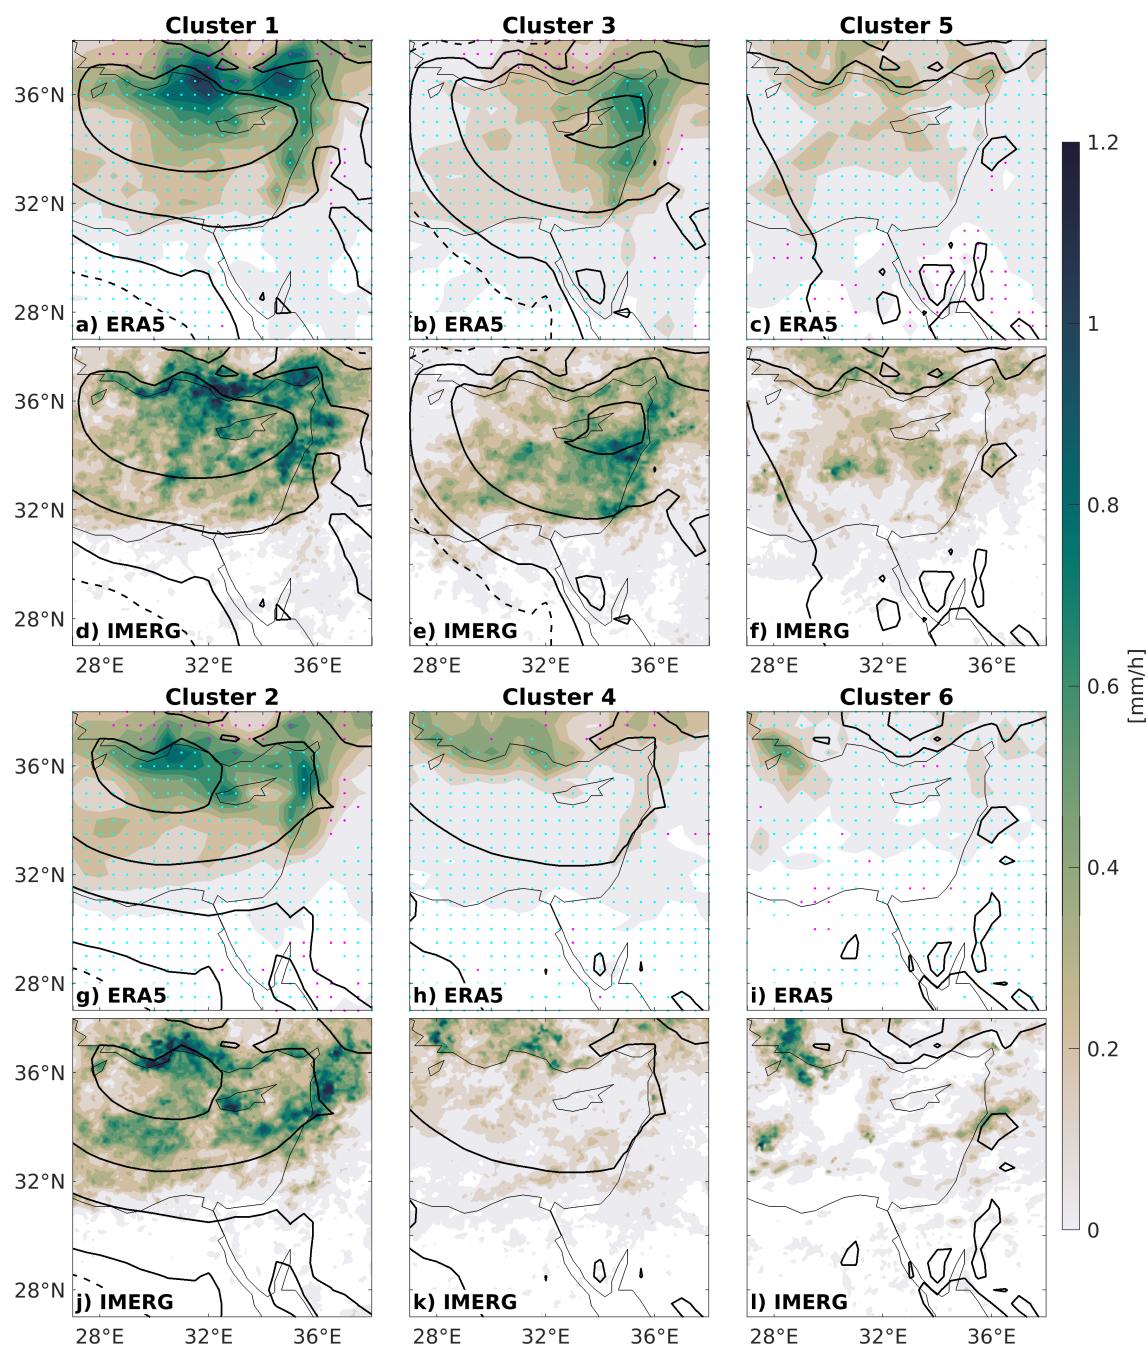 Cluster 1 Cluster 3 Cluster 5
36°N
32°N
28°N
a) ERA5 b) ERA5 c) ERA5
36°N
32°N
28°N
d) IMERG e) IMERG f) IMERG
28°E 32°E 36°E 28°E 32°E 36°E 28°E 32°E 36°E
Cluster 2 Cluster 4 Cluster 6
36°N
32°N
28°N
g) ERA5 h) ERA5 i) ERA5
36°N
32°N
28°N
j) IMERG k) IMERG l) IMERG
28°E 32°E 36°E 28°E 32°E 36°E 28°E 32°E 36°E
1.2
1
0.8
0.6
0.4
0.2
0
[mm/h]